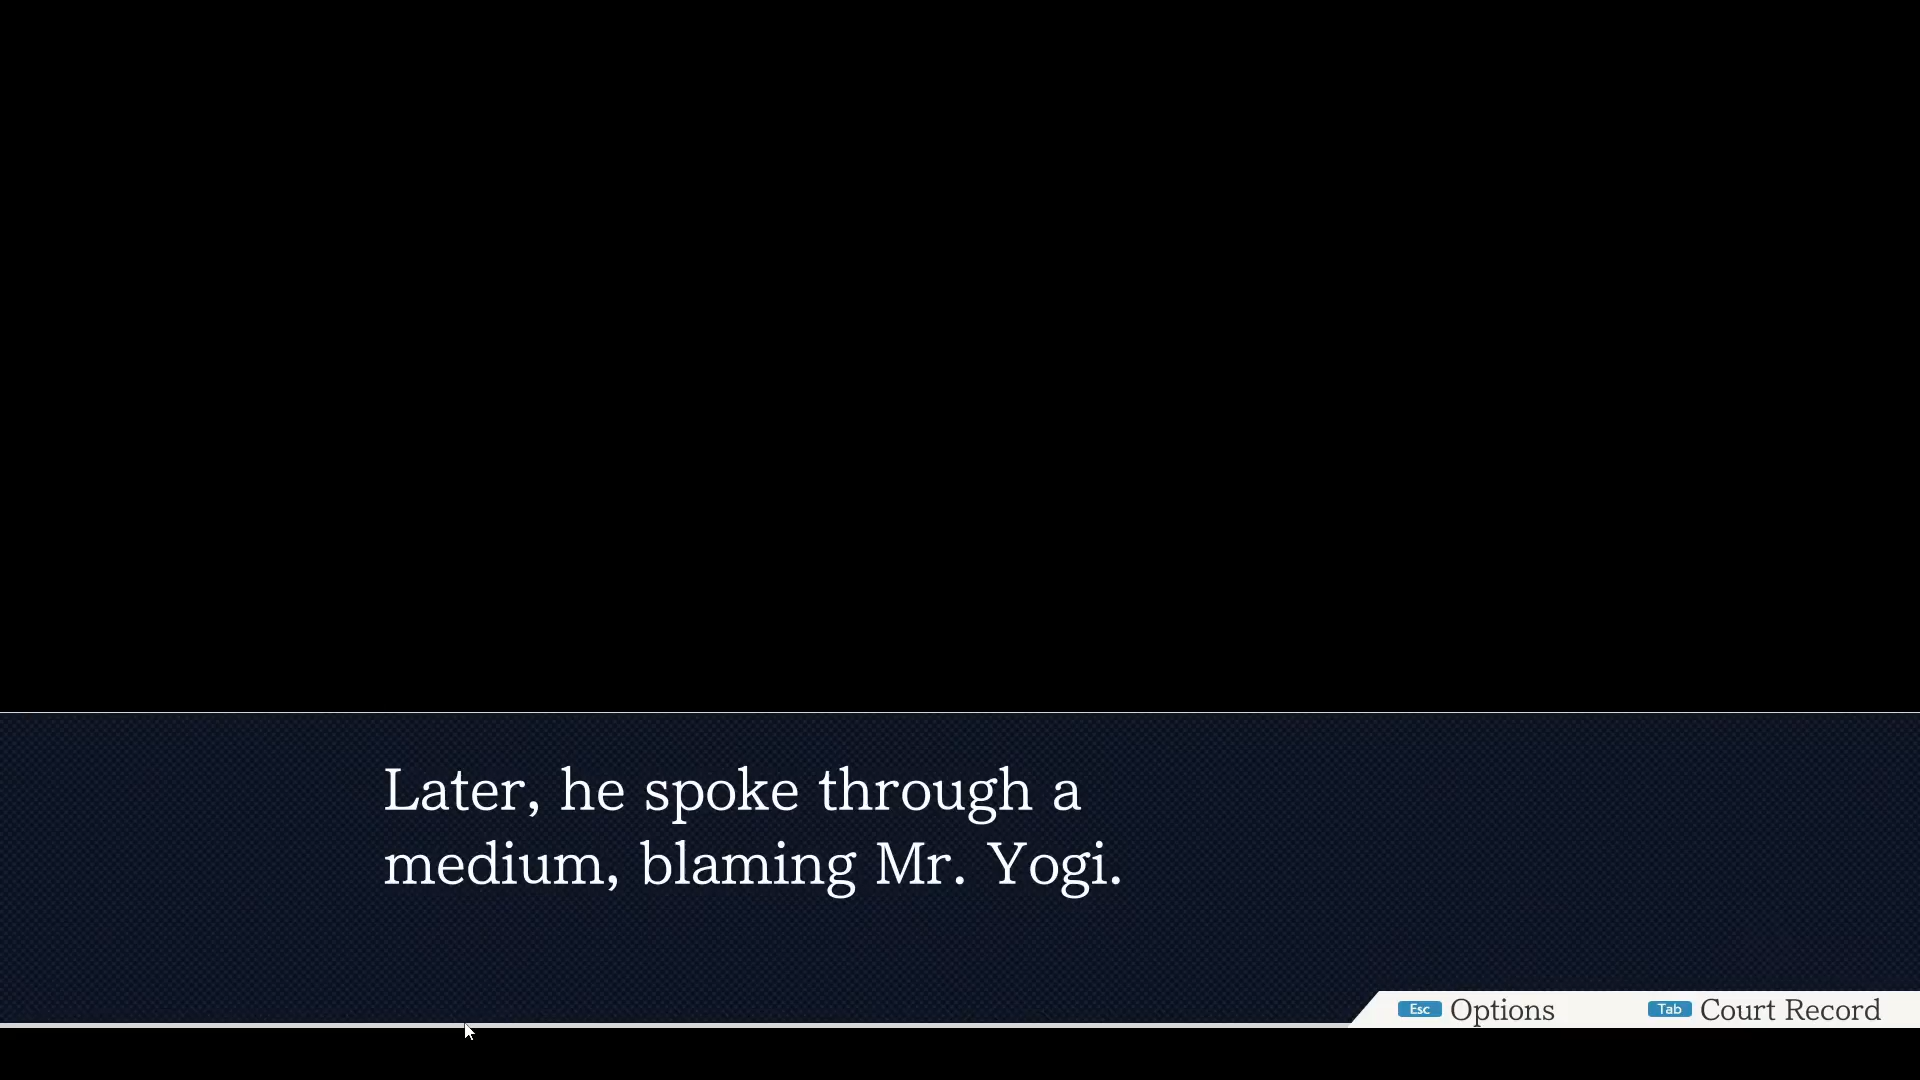 Later, he spoke through a
medium, blaming Mr. Yogi.
Esc Options Tab Court Record